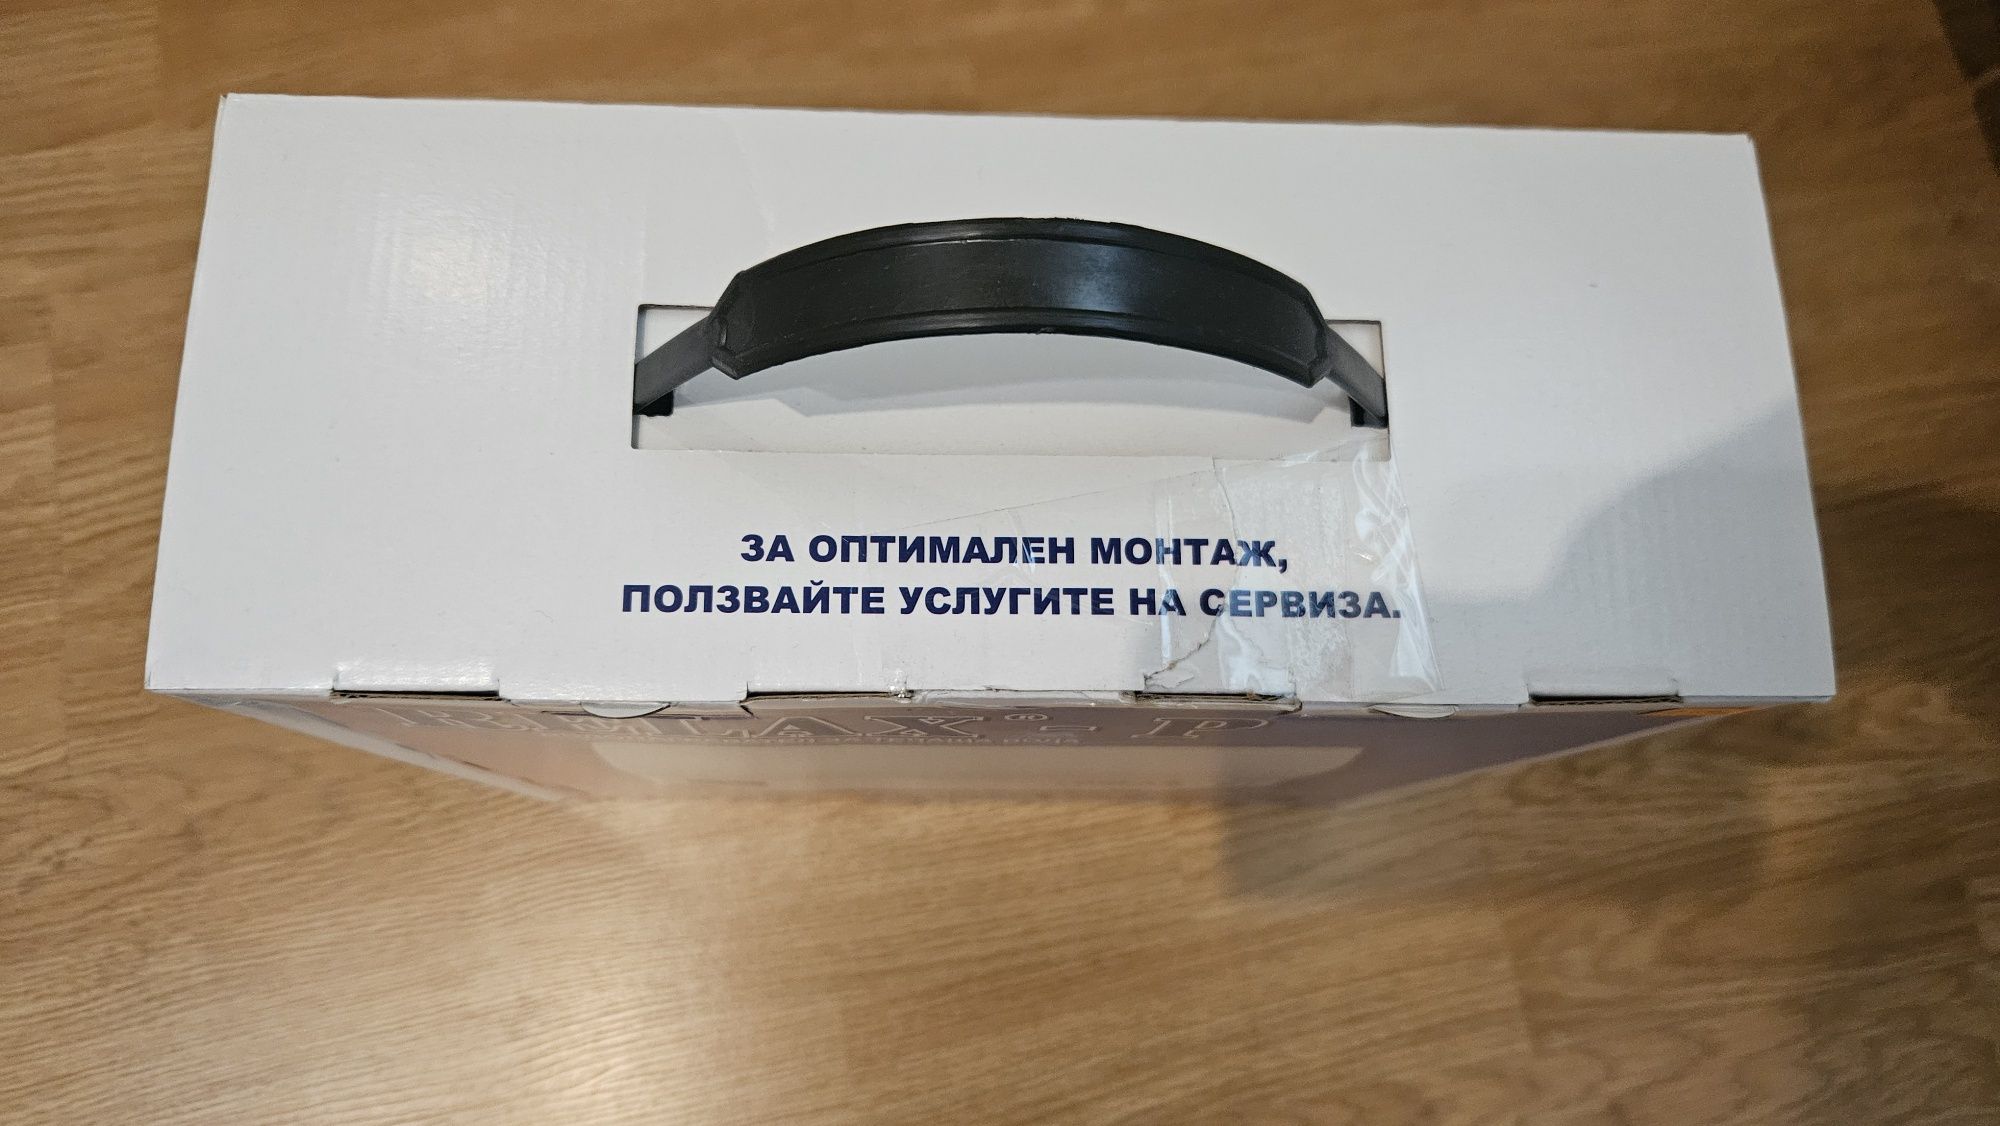 ЗА ОПТИМАЛЕН МОНТАЖ,
ПОЛЗВАЙТЕ УСЛУГИТЕ НА СЕРВИЗА.